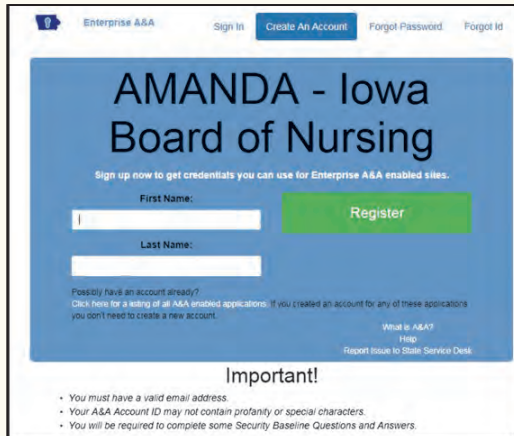 Enterprise A&A
Sign In Create An Account Forgot Password Forgot Id
AMANDA - Iowa
Board of Nursing
Sign up now to get credentials you can use for Enterprise A&A enabled sites.
First Name:
Register
Last Name:
Possibly have an account already?
Click here for a listing of all A&A enabled applications. If you created an account for any of these applications
you don't need to create a new account.
What is A&A?
Help
Report Issue to State Service Desk
Important!
• You must have a valid email address.
• Your A&A Account ID may not contain profanity or special characters.
• You will be required to complete some Security Baseline Questions and Answers.